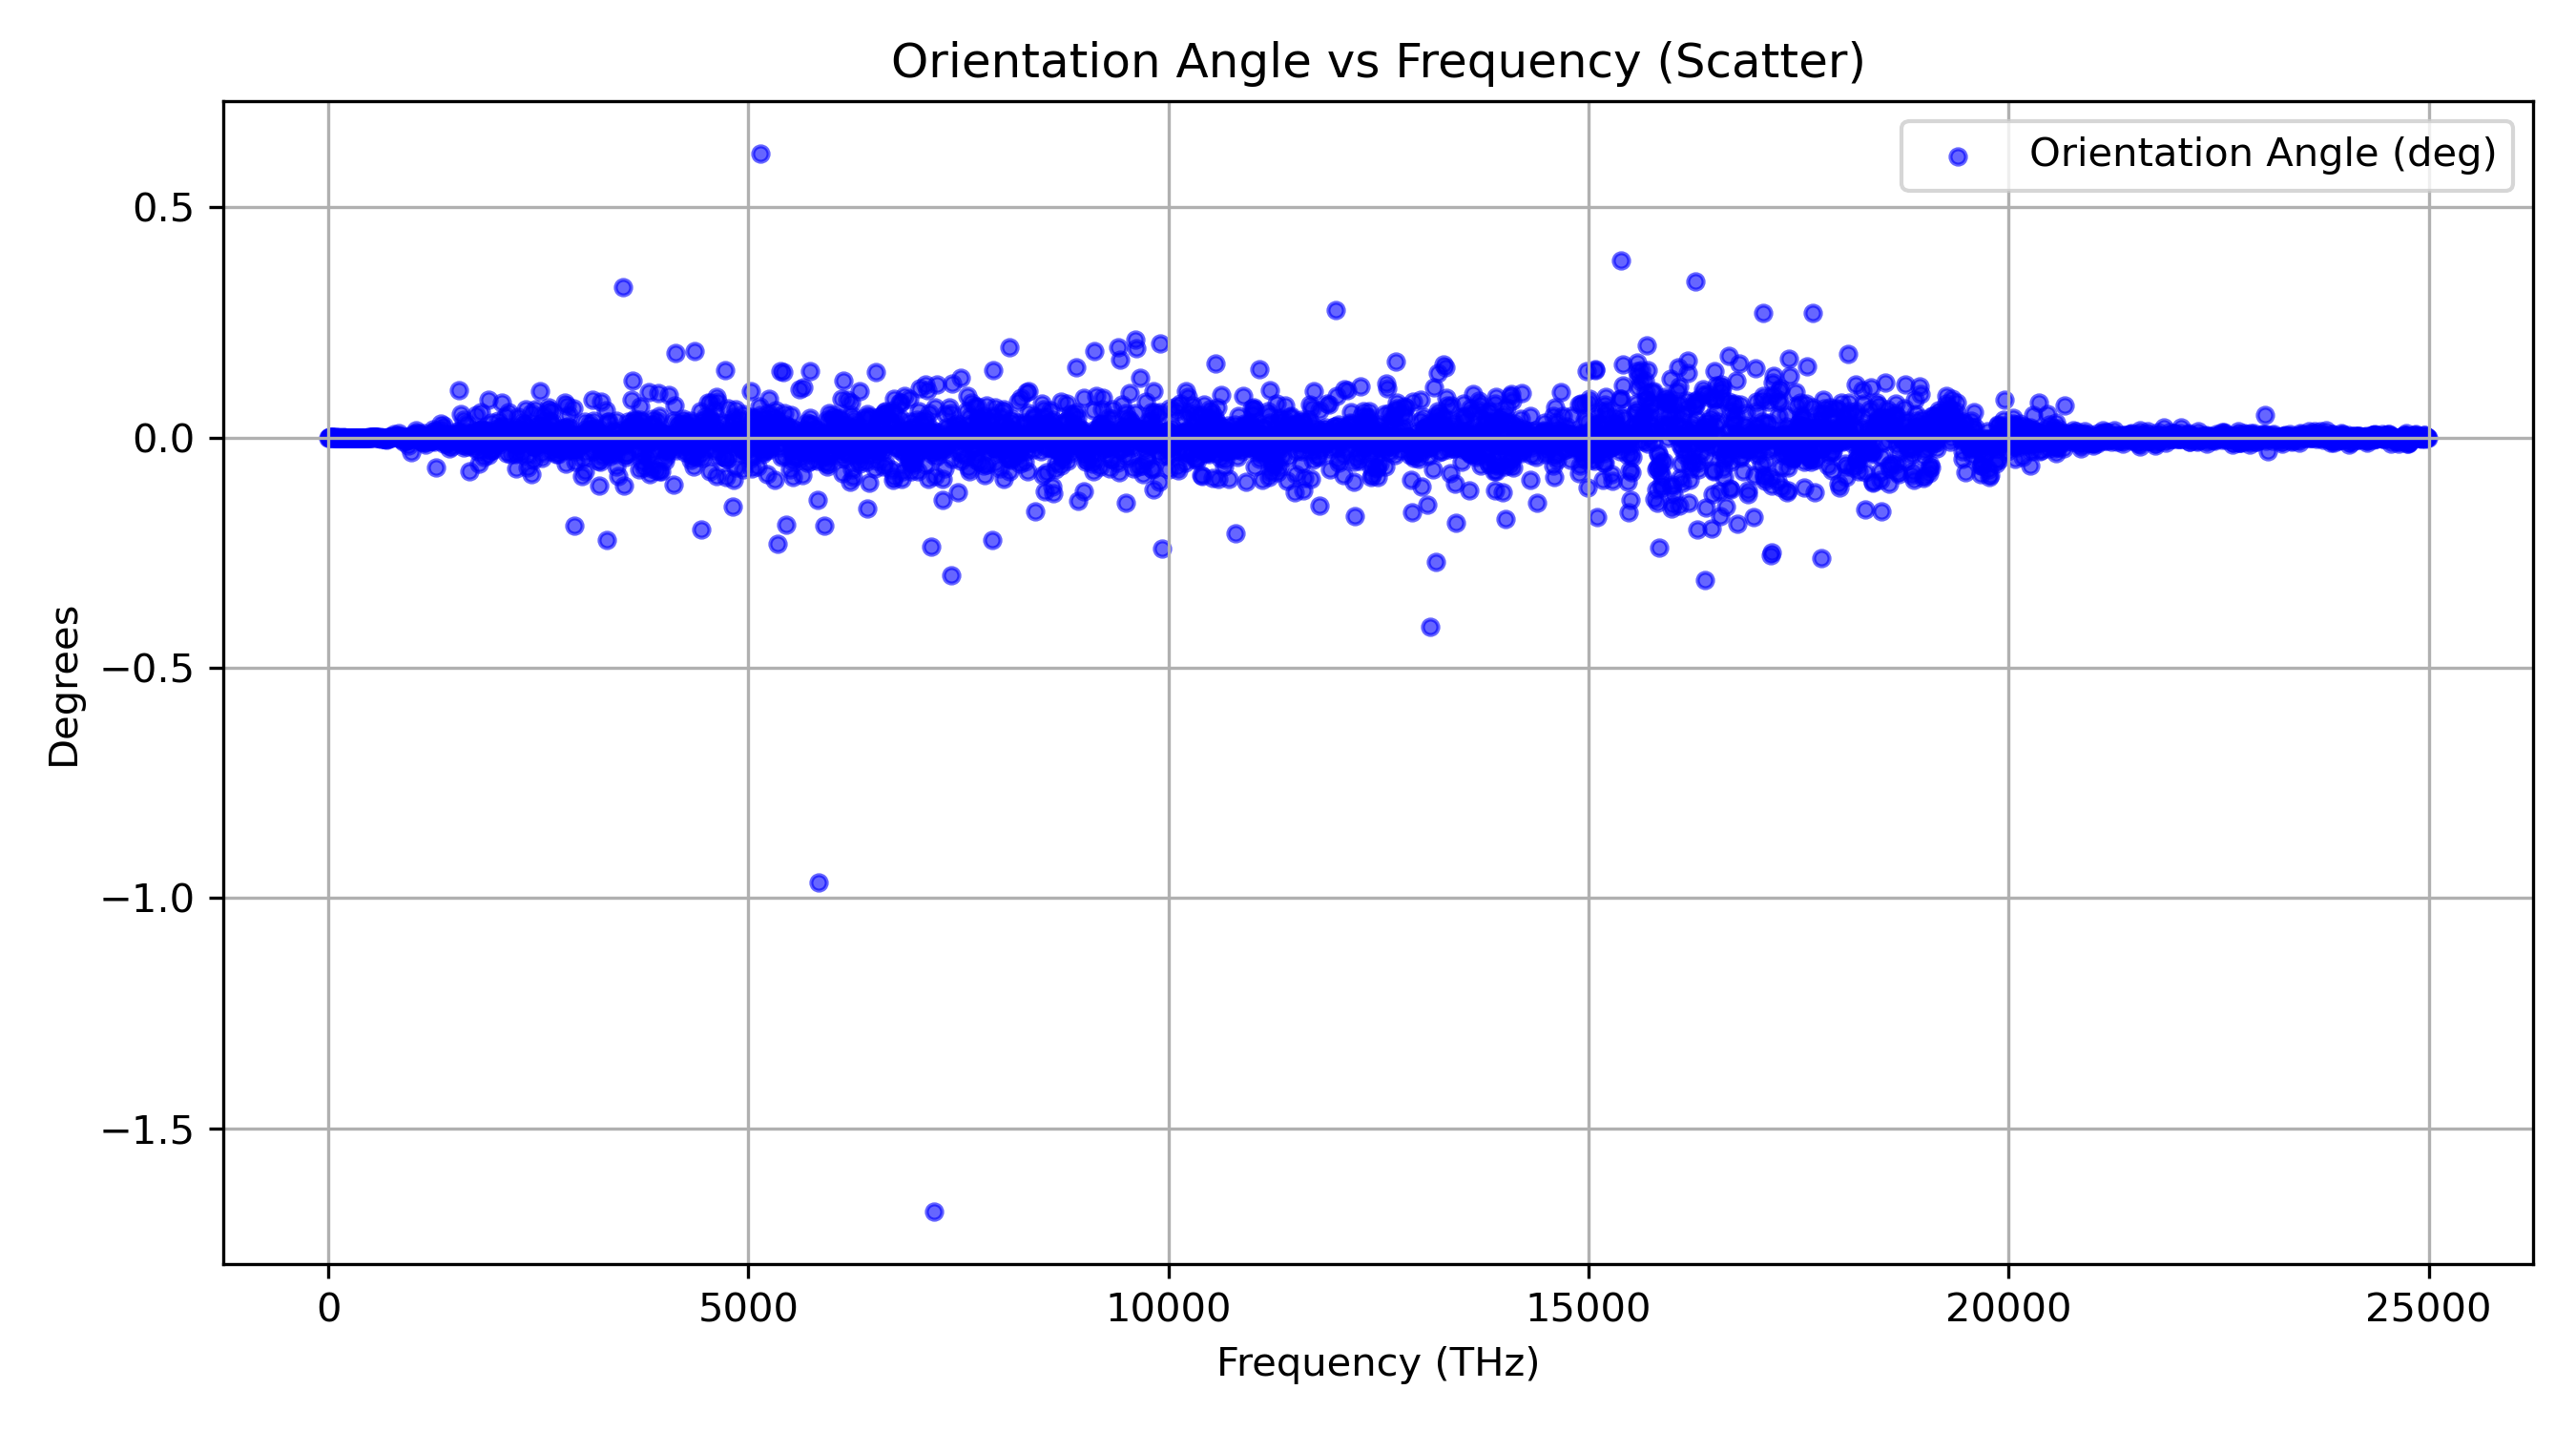 Orientation Angle vs Frequency (Scatter)
Orientation Angle (deg)
0.5
0.0
−0.5
−1.0
−1.5
Degrees
0 5000 10000 15000 20000 25000
Frequency (THz)